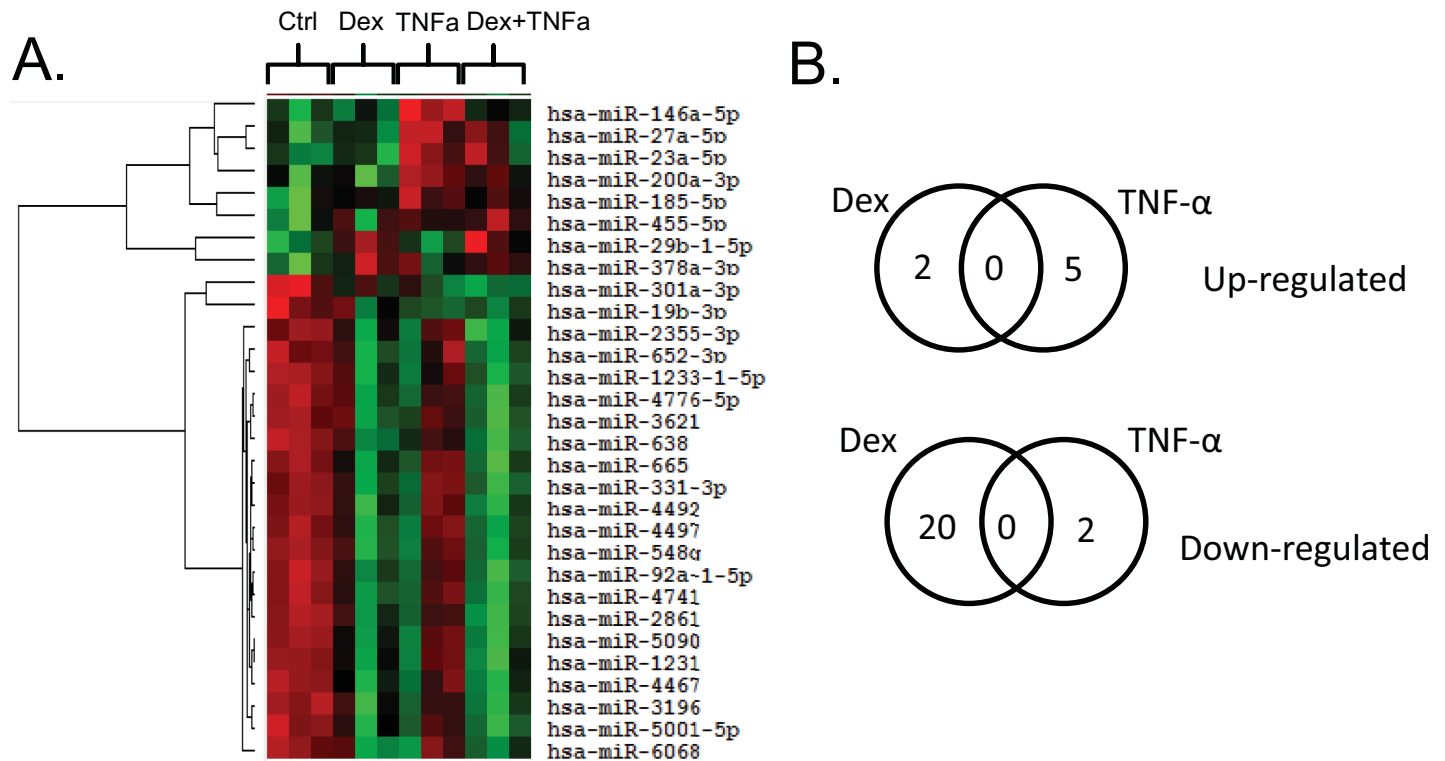 A.
Ctrl Dex TNFa Dex+TNFa
hsa-miR-146a-5p
hsa-miR-27a-5p
hsa-miR-23a-5p
hsa-miR-200a-3p
hsa-miR-185-5p
hsa-miR-455-5p
hsa-miR-29b-1-5p
hsa-miR-378a-3p
hsa-miR-301a-3p
hsa-miR-19b-3p
hsa-miR-2355-3p
hsa-miR-652-3p
hsa-miR-1233-1-5p
hsa-miR-4776-5p
hsa-miR-3621
hsa-miR-638
hsa-miR-665
hsa-miR-331-3p
hsa-miR-4492
hsa-miR-4497
hsa-miR-548q
hsa-miR-92a-1-5p
hsa-miR-4741
hsa-miR-2861
hsa-miR-5090
hsa-miR-1231
hsa-miR-4467
hsa-miR-3196
hsa-miR-5001-5p
hsa-miR-6068
B.
Dex TNF-α
2 0 5
Up-regulated
Dex TNF-α
20 0 2
Down-regulated